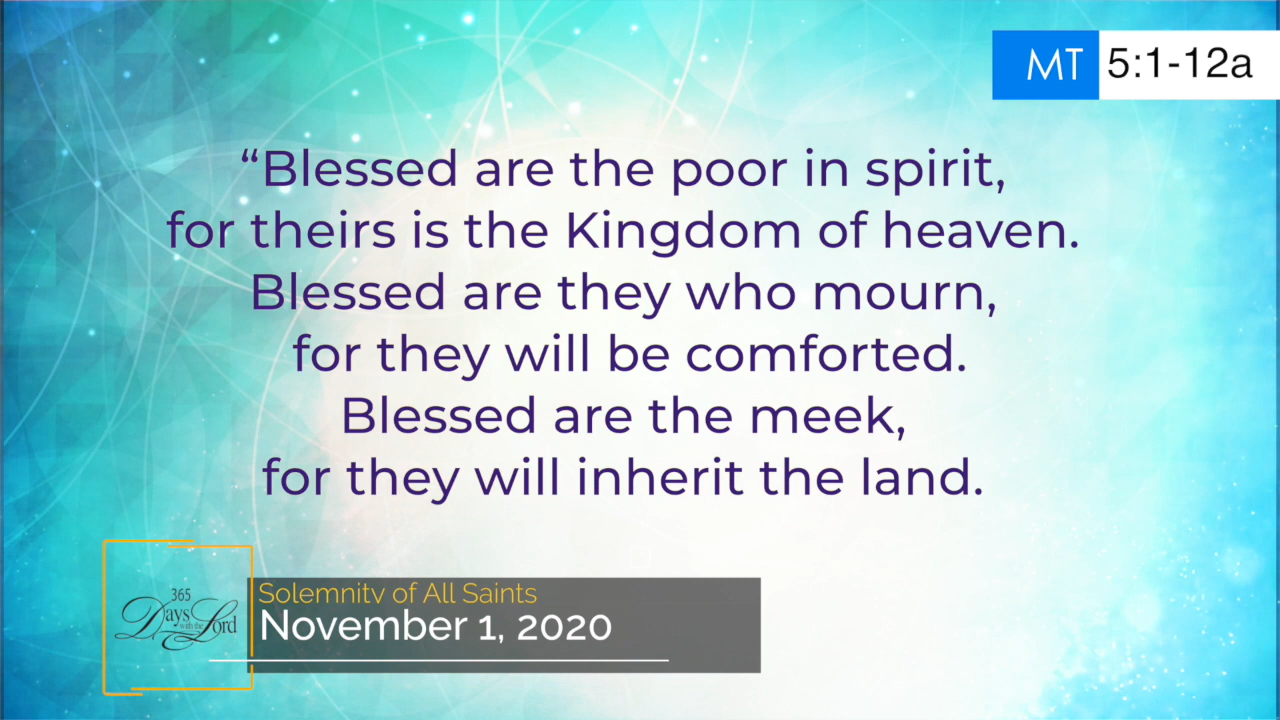 MT 5:1-12a
“Blessed are the poor in spirit,
for theirs is the Kingdom of heaven.
Blessed are they who mourn,
for they will be comforted.
Blessed are the meek,
for they will inherit the land.
365
Days with the Lord
Solemnity of All Saints
November 1, 2020